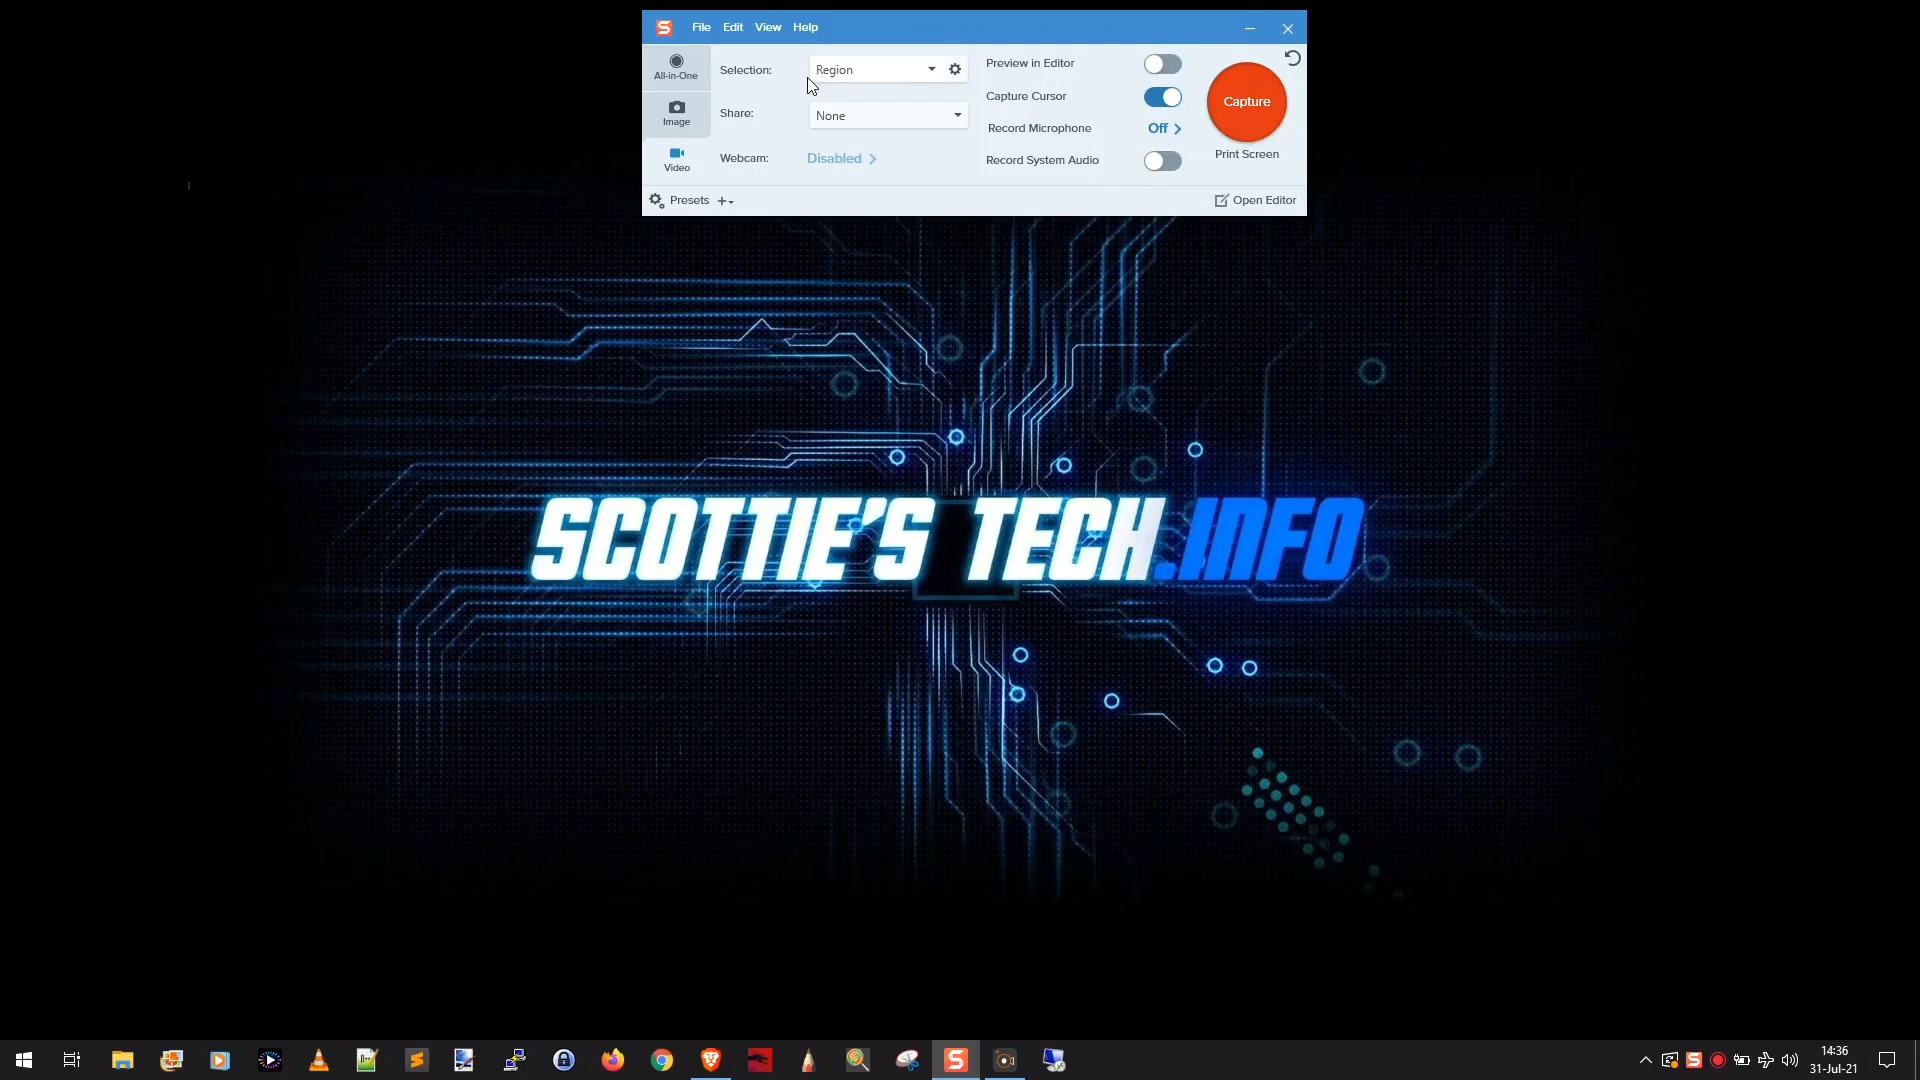 File Edit View Help
All-in-One
Image
Video
Selection: Region
Share: None
Webcam: Disabled
Preview in Editor
Capture Cursor
Record Microphone Off
Record System Audio
Capture
Print Screen
Presets
Open Editor
SCOTTIE'S TECH.INFO
14:36
31-Jul-21